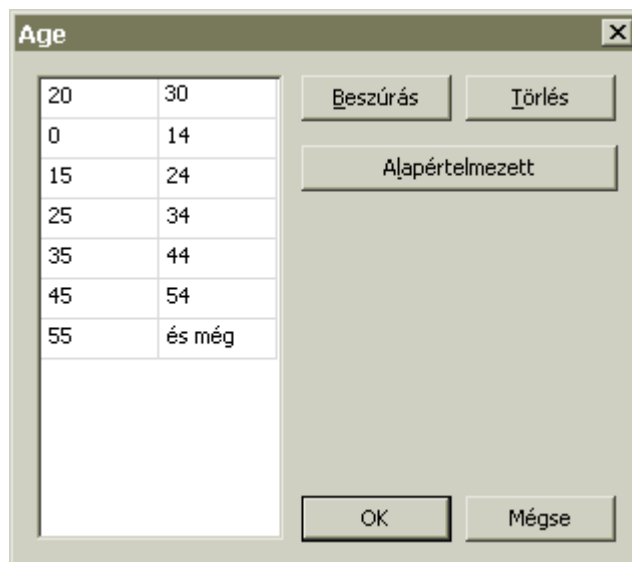 Age
20 30 Beszúrás Törlés
0 14
15 24 Alapértelmezett
25 34
35 44
45 54
55 és még
OK Mégse